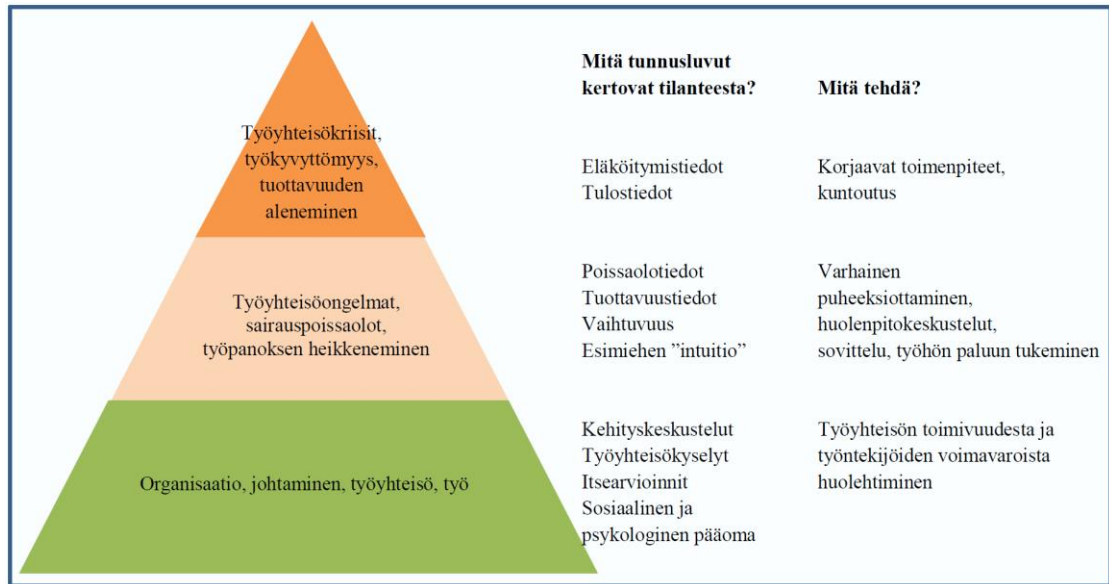 Mitä tunnusluvut
kertovat tilanteesta?
Mitä tehdä?
Työyhteisökriisit,
työkyvyttömyys,
tuottavuuden
aleneminen
Eläköitymistiedot
Tulostiedot
Korjaavat toimenpiteet,
kuntoutus
Työyhteisöongelmat,
sairauspoissaolot,
työpanoksen heikkeneminen
Poissaolotiedot
Tuottavuustiedot
Vaihtuvuus
Esimiehen ”intuitio”
Varhainen
puheeksiottaminen,
huolenpitokeskustelut,
sovittelu, työhön paluun tukeminen
Organisaatio, johtaminen, työyhteisö, työ
Kehityskeskustelut
Työyhteisökyselyt
Itsearvioinnit
Sosiaalinen ja
psykologinen pääoma
Työyhteisön toimivuudesta ja
työntekijöiden voimavaroista
huolehtiminen